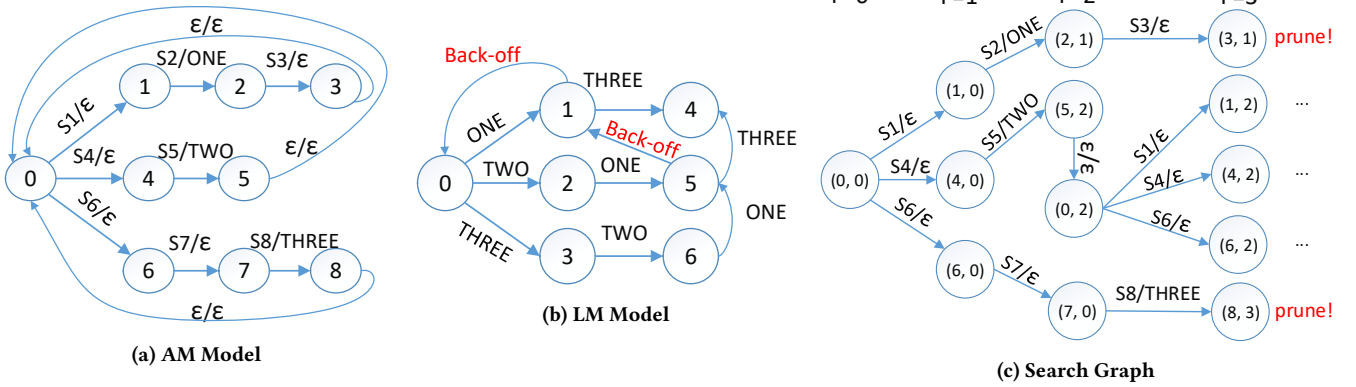 ε/ε
S2/ONE S3/ε
1 2 3
S1/ε
S4/ε S5/TWO ε/ε
0 4 5
S6/ε
S7/ε S8/THREE
6 7 8
ε/ε
(a) AM Model
Back-off
THREE
1 4
ONE
Back-off THREE
TWO ONE
0 2 5
ONE
THREE TWO
3 6
(b) LM Model
S2/ONE (2, 1) S3/ε (3, 1) prune!
(1, 0)
S1/ε S5/TWO (5, 2) (1, 2) ...
ε/ε S1/ε
(0, 0) S4/ε (4, 0) S4/ε (4, 2) ...
(0, 2)
S6/ε S6/ε (6, 2) ...
(6, 0) S7/ε
(7, 0) S8/THREE (8, 3) prune!
(c) Search Graph